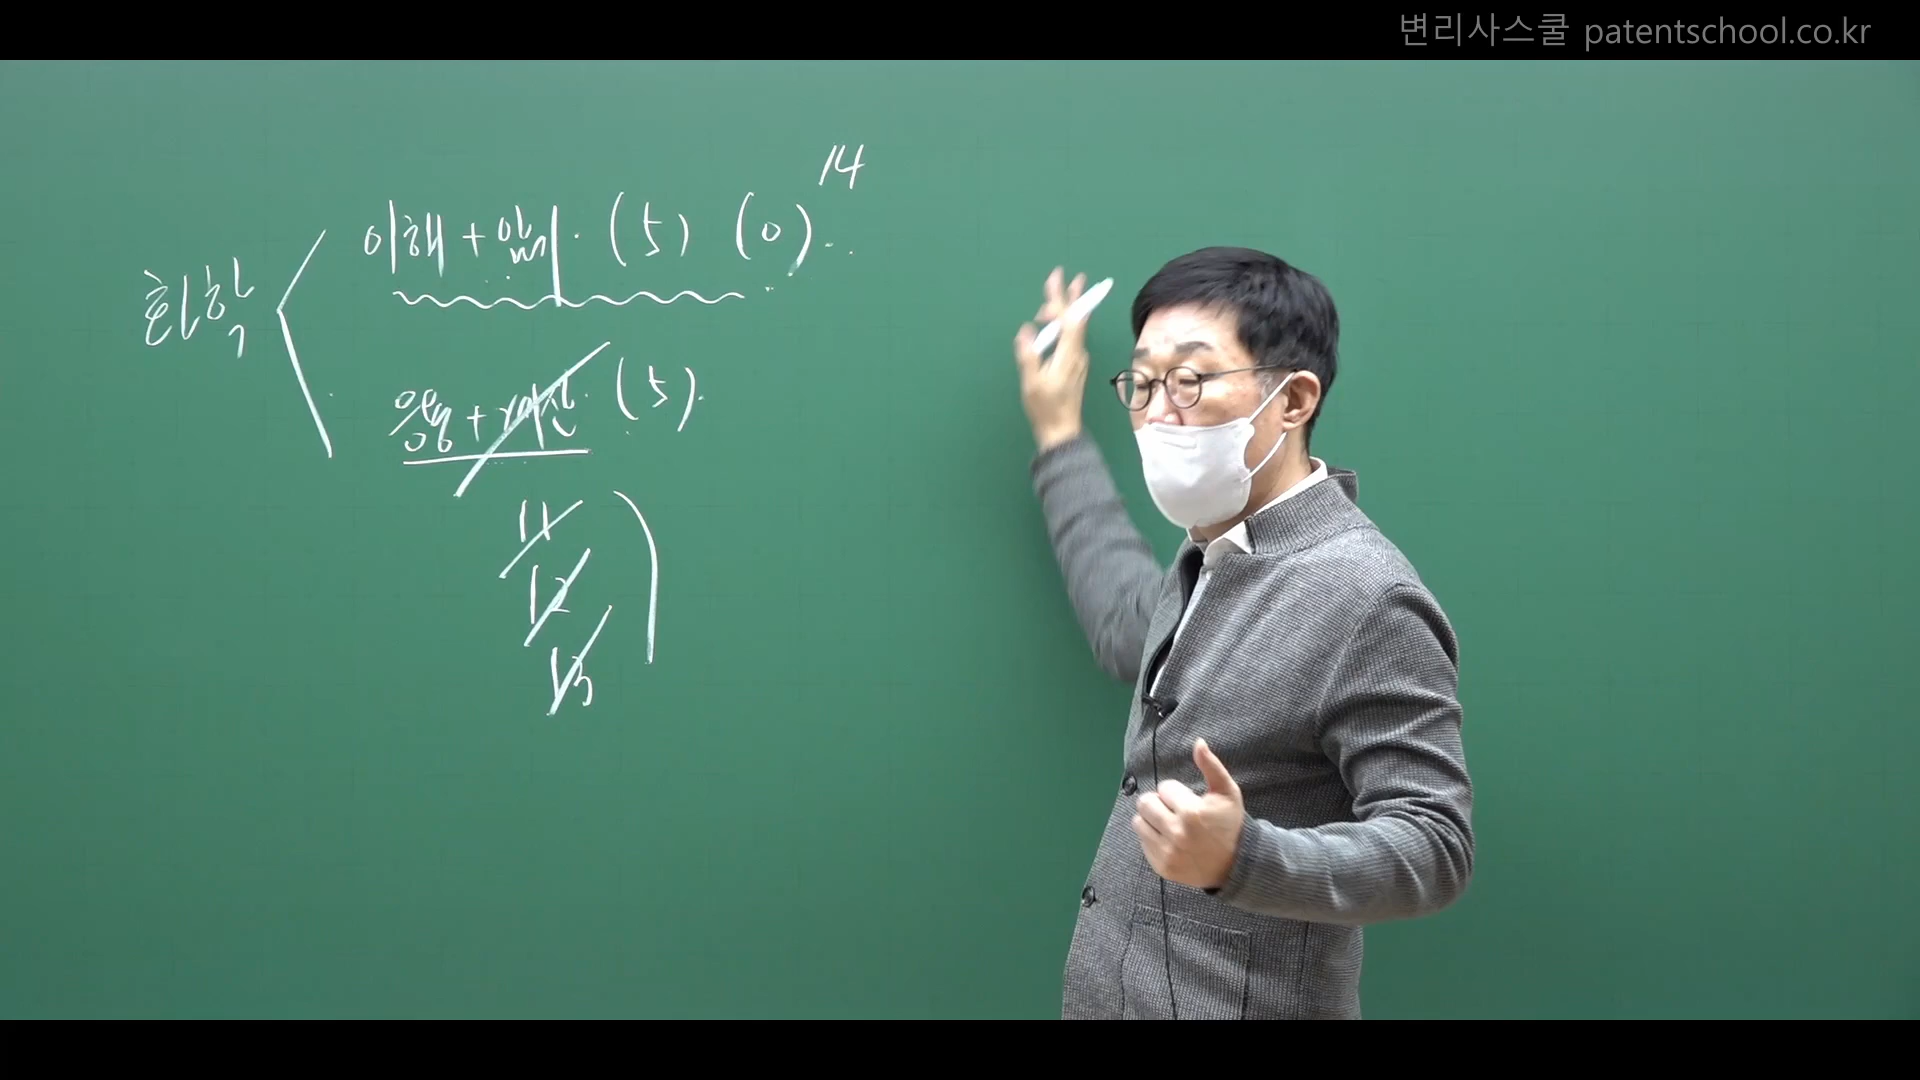 변리사스쿨 patentschool.co.kr
14
화학
이해 + 암기. (5) (0)
응용 + 계산. (5).
11
12
13